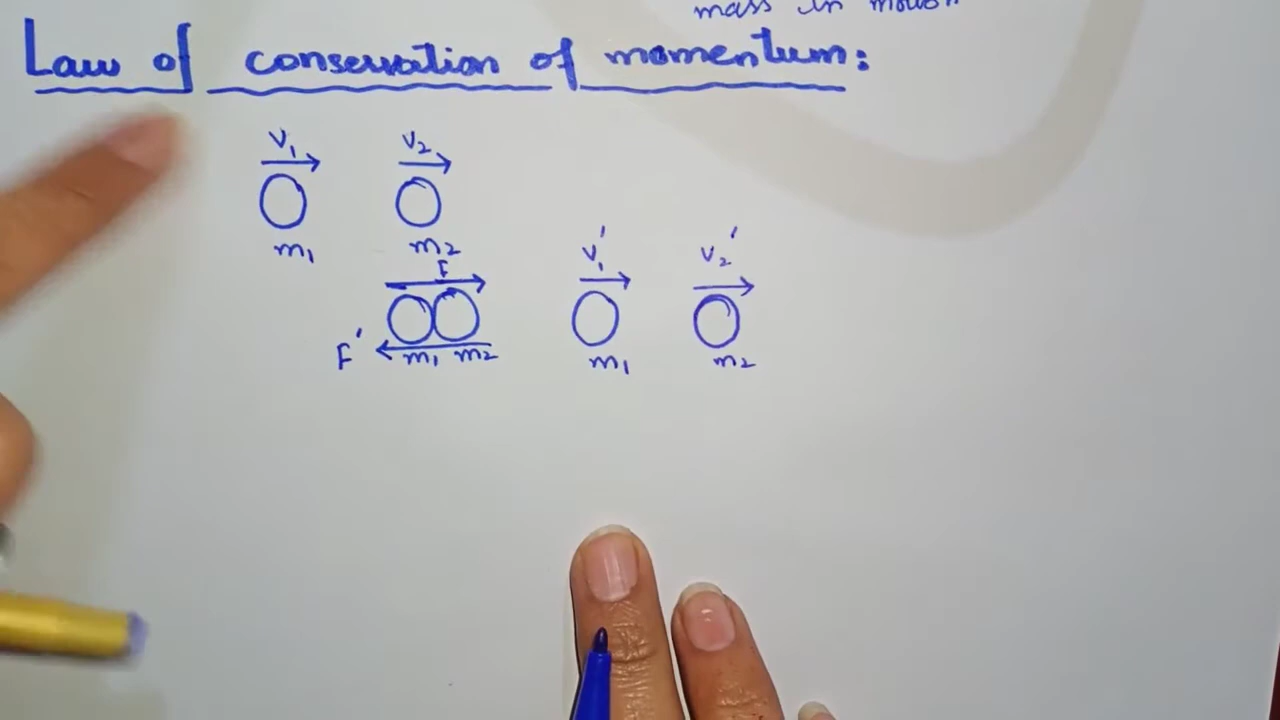 mass in motion
Law of conservation of momentum:
V1 V2
m1 m2
V1' V2'
F
F' m1 m2
m1 m2